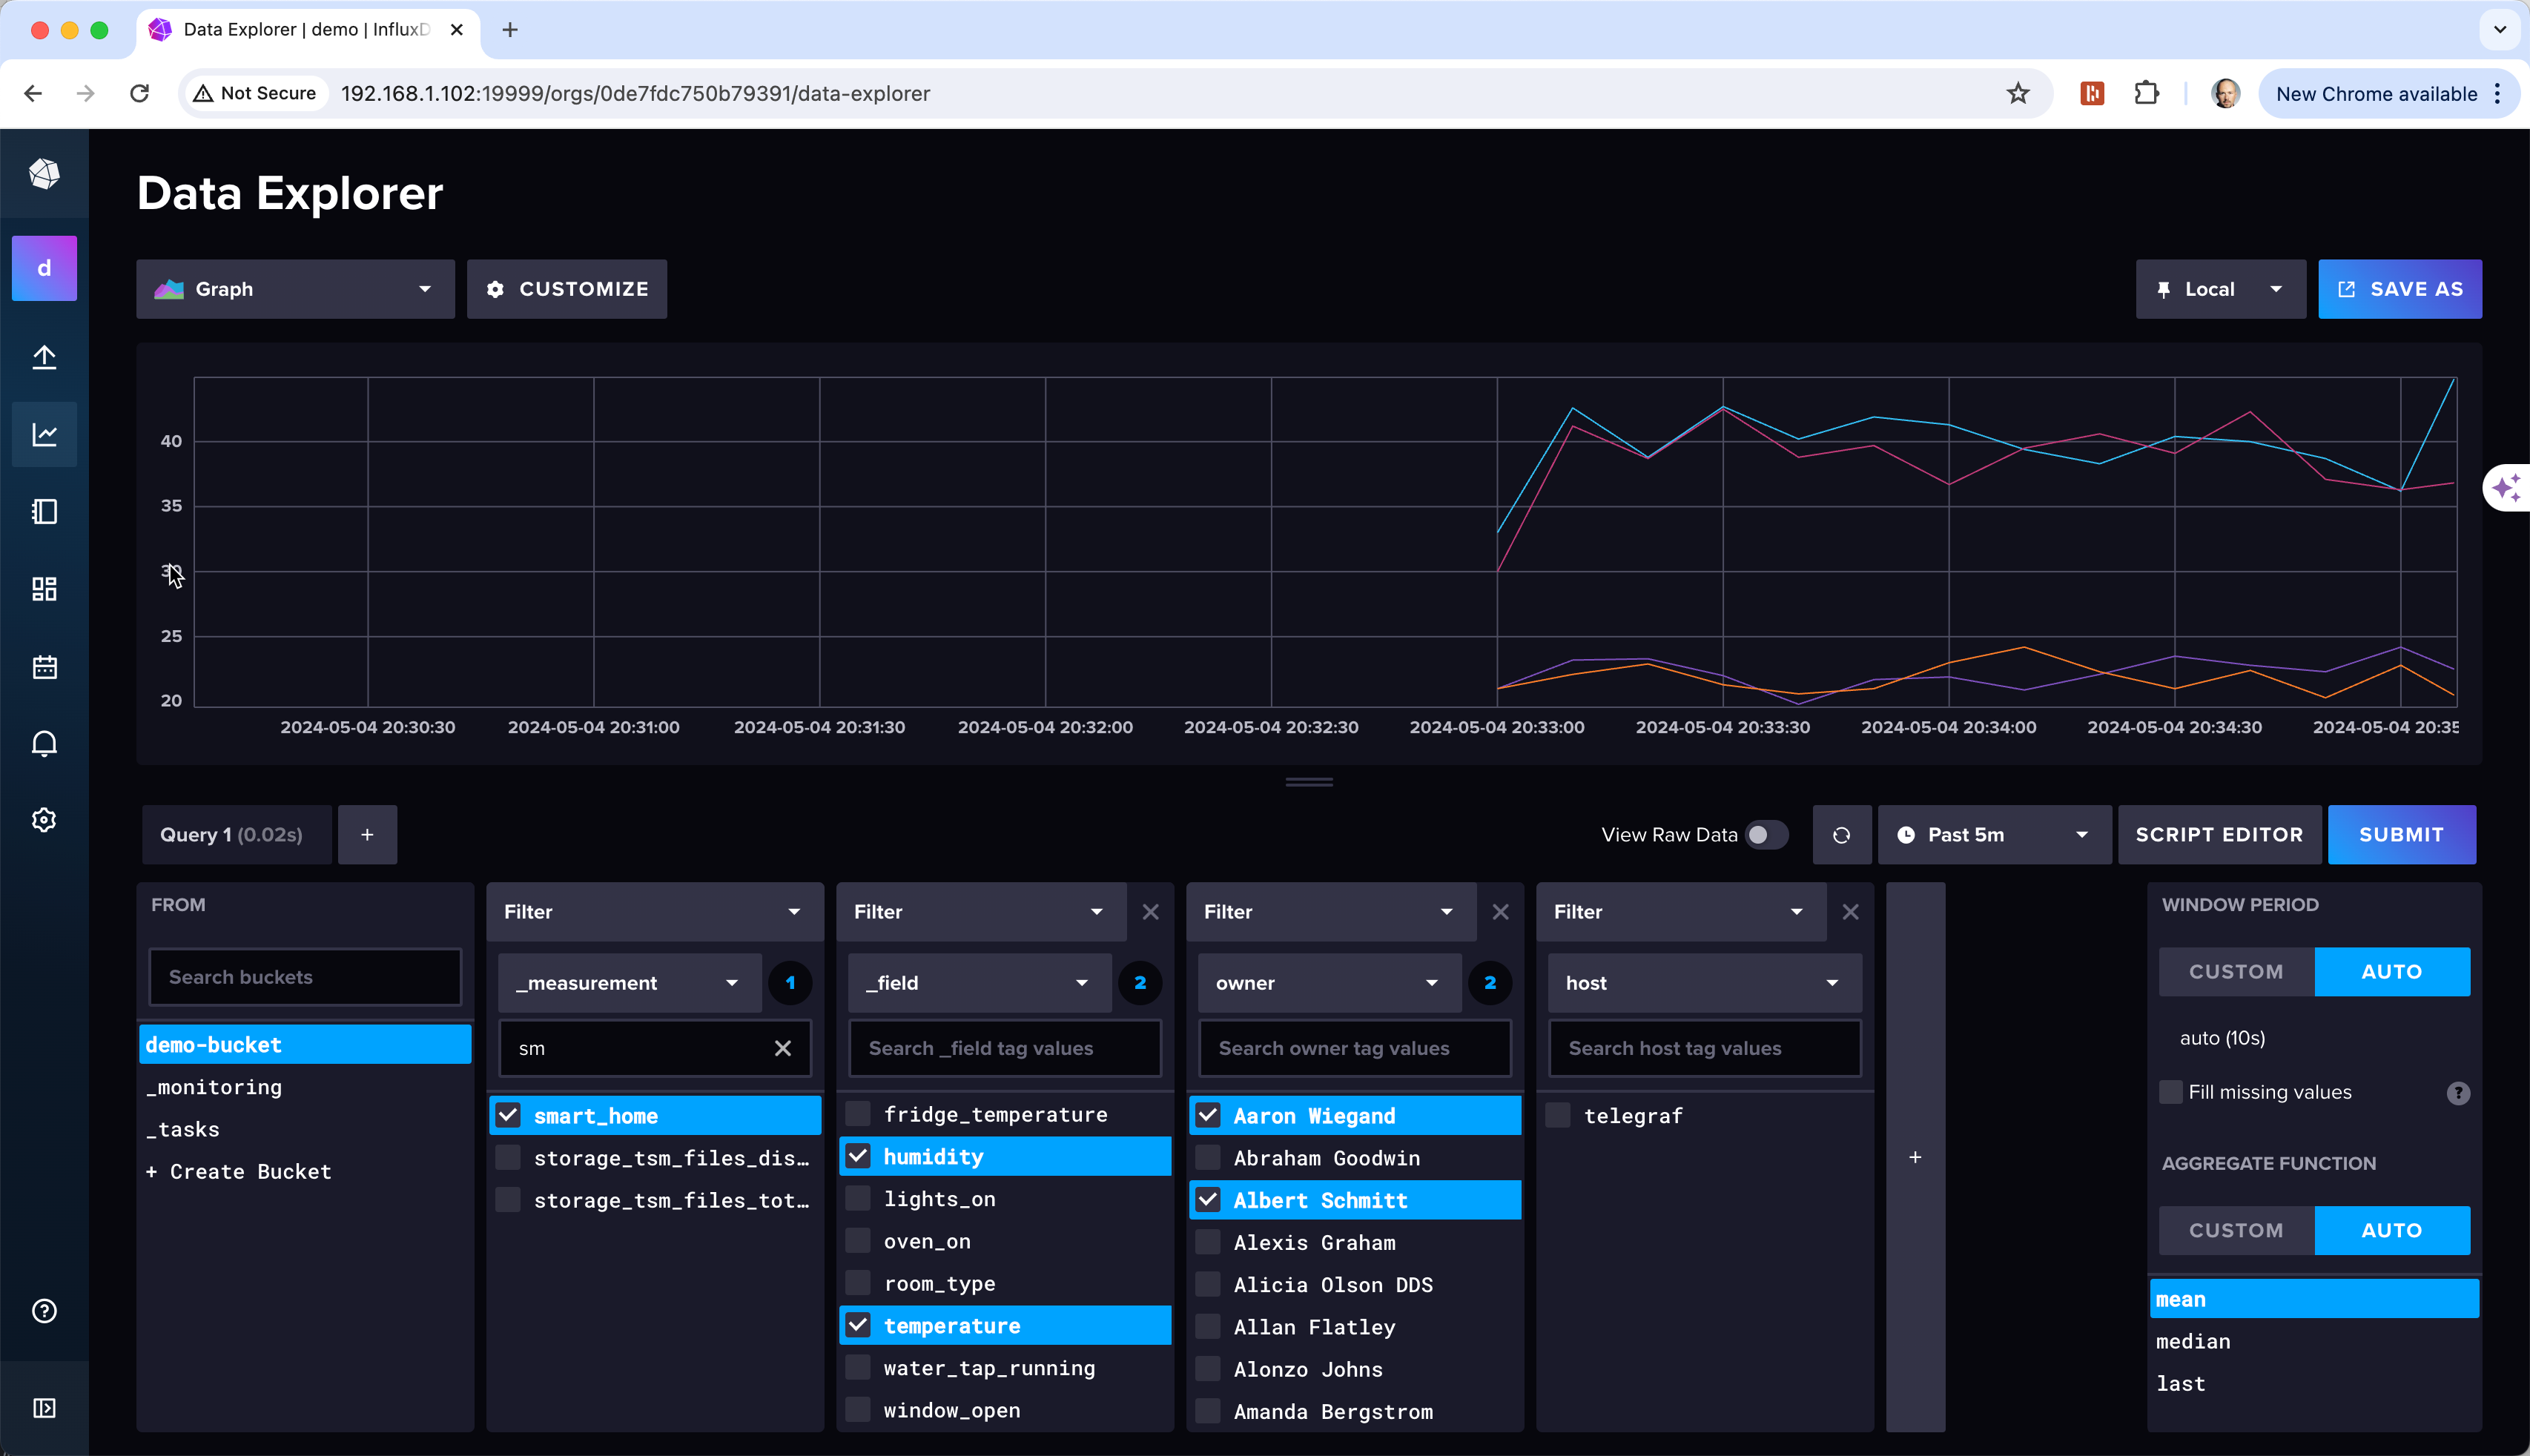 Data Explorer | demo | InfluxD
Not Secure
192.168.1.102:19999/orgs/0de7fdc750b79391/data-explorer
New Chrome available
Data Explorer
d
Graph
CUSTOMIZE
Local
SAVE AS
40
35
30
25
20
2024-05-04 20:30:30
2024-05-04 20:31:00
2024-05-04 20:31:30
2024-05-04 20:32:00
2024-05-04 20:32:30
2024-05-04 20:33:00
2024-05-04 20:33:30
2024-05-04 20:34:00
2024-05-04 20:34:30
2024-05-04 20:35
Query 1 (0.02s)
+
View Raw Data
Past 5m
SCRIPT EDITOR
SUBMIT
FROM
Search buckets
demo-bucket
_monitoring
_tasks
+ Create Bucket
Filter
_measurement
1
sm
smart_home
storage_tsm_files_dis…
storage_tsm_files_tot…
Filter
_field
2
Search _field tag values
fridge_temperature
humidity
lights_on
oven_on
room_type
temperature
water_tap_running
window_open
Filter
owner
2
Search owner tag values
Aaron Wiegand
Abraham Goodwin
Albert Schmitt
Alexis Graham
Alicia Olson DDS
Allan Flatley
Alonzo Johns
Amanda Bergstrom
Filter
host
Search host tag values
telegraf
+
WINDOW PERIOD
CUSTOM
AUTO
auto (10s)
Fill missing values
?
AGGREGATE FUNCTION
CUSTOM
AUTO
mean
median
last